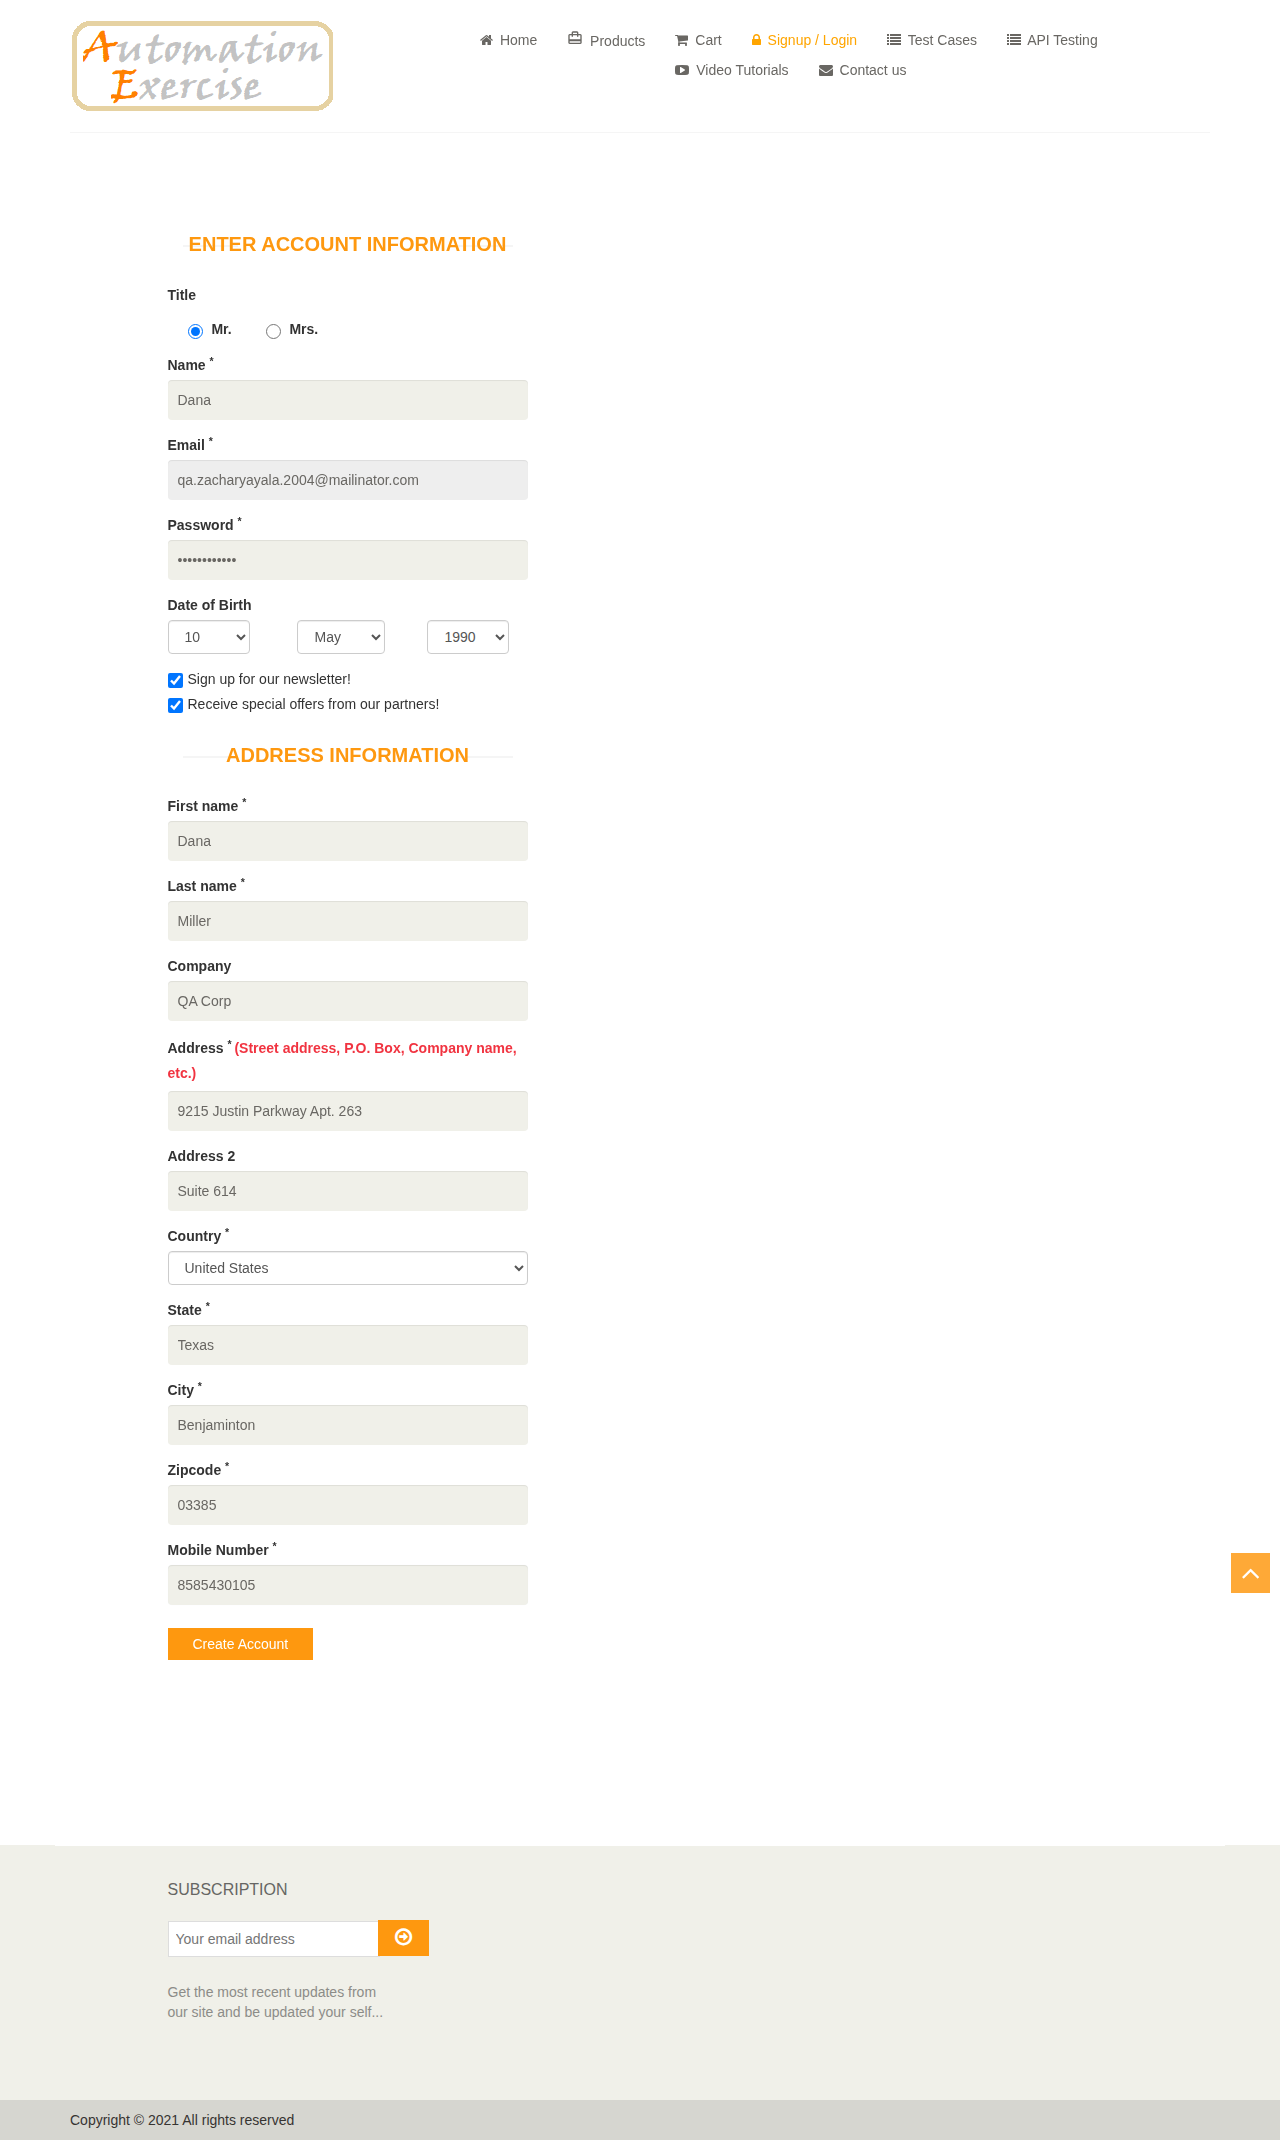 Automation
Exercise
Home
Products
Cart
Signup / Login
Test Cases
API Testing
Video Tutorials
Contact us
ENTER ACCOUNT INFORMATION
Title
Mr.
Mrs.
Name *
Dana
Email *
qa.zacharyayala.2004@mailinator.com
Password *
••••••••••••
Date of Birth
10
May
1990
Sign up for our newsletter!
Receive special offers from our partners!
ADDRESS INFORMATION
First name *
Dana
Last name *
Miller
Company
QA Corp
Address * (Street address, P.O. Box, Company name,
etc.)
9215 Justin Parkway Apt. 263
Address 2
Suite 614
Country *
United States
State *
Texas
City *
Benjaminton
Zipcode *
03385
Mobile Number *
8585430105
Create Account
SUBSCRIPTION
Your email address
Get the most recent updates from
our site and be updated your self...
Copyright © 2021 All rights reserved